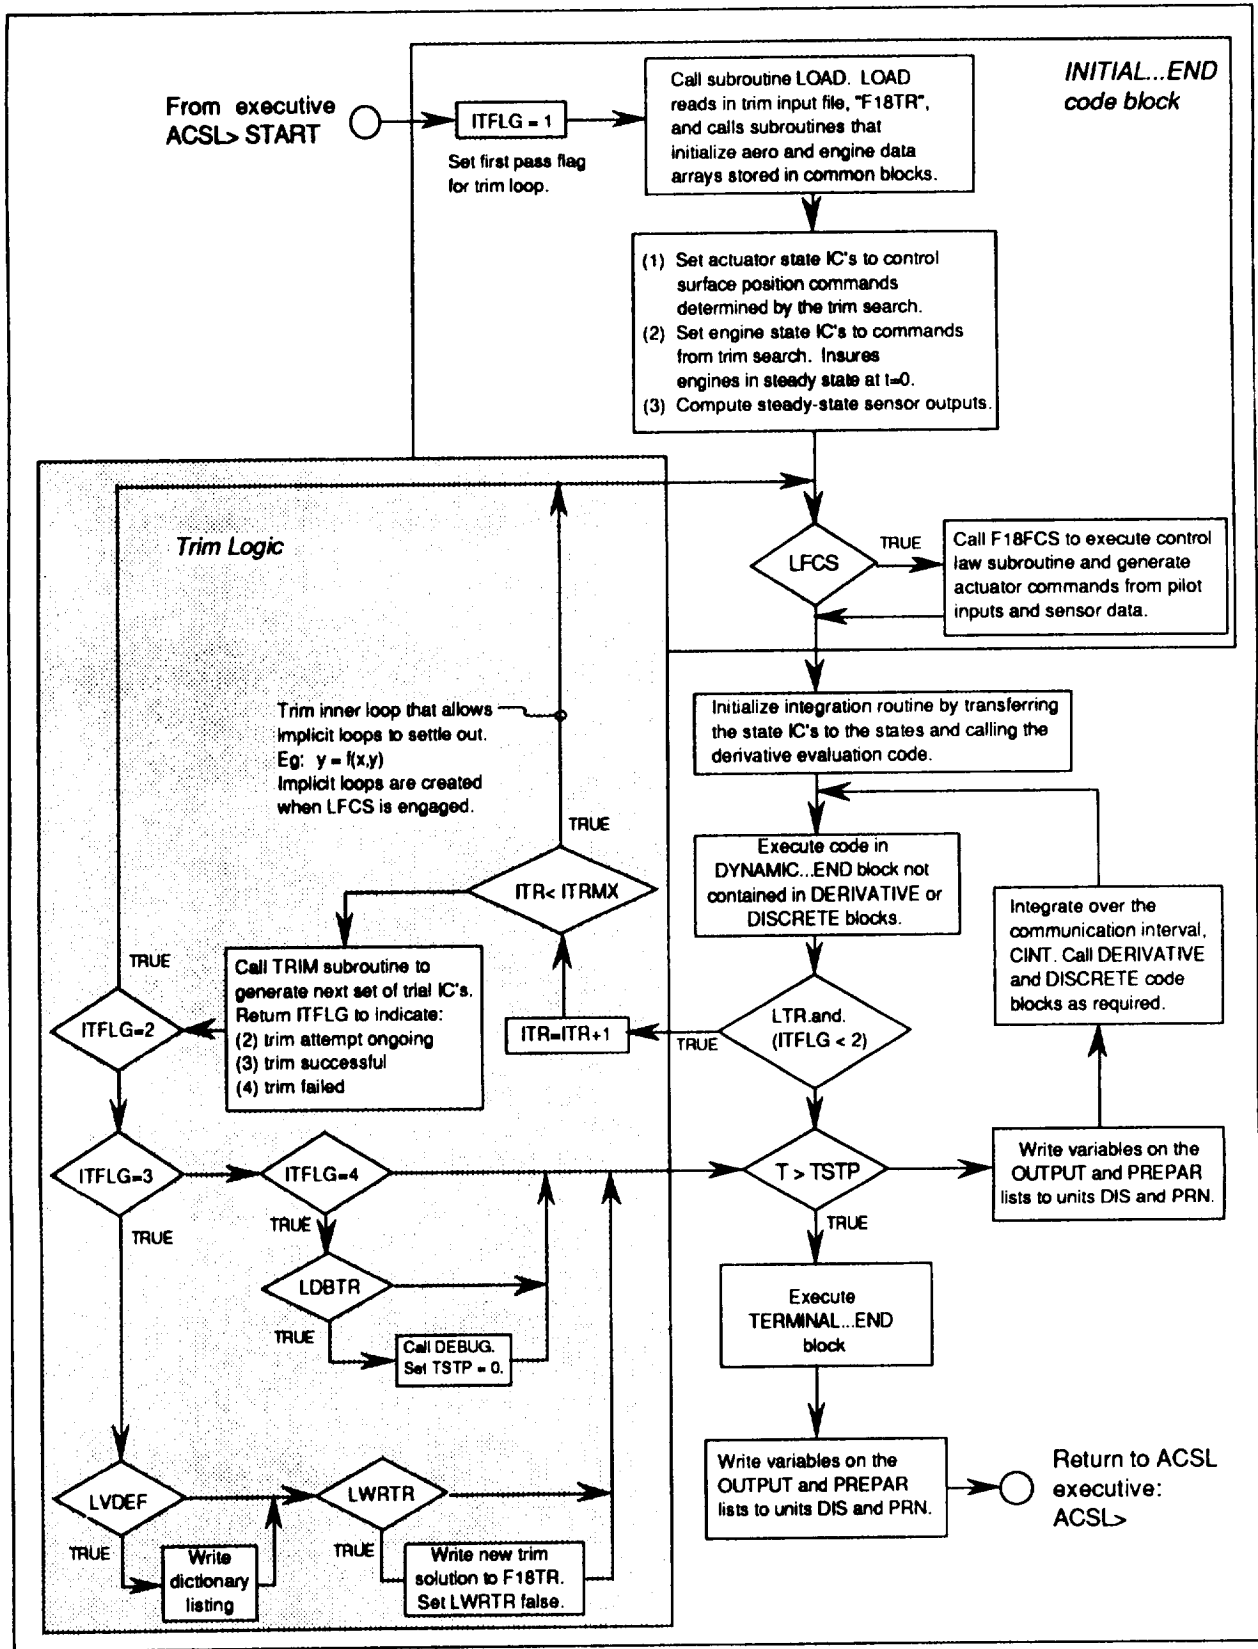 From executive
ACSL> START
ITFLG = 1
Set first pass flag
for trim loop.
Call subroutine LOAD. LOAD
reads in trim input file, "F18TR",
and calls subroutines that
initialize aero and engine data
arrays stored in common blocks.
INITIAL...END
code block
(1) Set actuator state IC's to control
surface position commands
determined by the trim search.
(2) Set engine state IC's to commands
from trim search. Insures
engines in steady state at t=0.
(3) Compute steady-state sensor outputs.
Trim Logic
LFCS
TRUE
Call F18FCS to execute control
law subroutine and generate
actuator commands from pilot
inputs and sensor data.
Trim inner loop that allows
Implicit loops to settle out.
Eg: y = f(x,y)
Implicit loops are created
when LFCS is engaged.
Initialize integration routine by transferring
the state IC's to the states and calling the
derivative evaluation code.
TRUE
ITR< ITRMX
Execute code in
DYNAMIC...END block not
contained in DERIVATIVE or
DISCRETE blocks.
Integrate over the
communication interval,
CINT. Call DERIVATIVE
and DISCRETE code
blocks as required.
TRUE
ITFLG=2
Call TRIM subroutine to
generate next set of trial IC's.
Return ITFLG to indicate:
(2) trim attempt ongoing
(3) trim successful
(4) trim failed
ITR=ITR+1
TRUE
LTR.and.
(ITFLG < 2)
ITFLG=3
TRUE
ITFLG=4
TRUE
T > TSTP
TRUE
Write variables on the
OUTPUT and PREPAR
lists to units DIS and PRN.
LDBTR
TRUE
Call DEBUG.
Set TSTP = 0.
Execute
TERMINAL...END
block
LVDEF
TRUE
Write
dictionary
listing
LWRTR
TRUE
Write new trim
solution to F18TR.
Set LWRTR false.
Write variables on the
OUTPUT and PREPAR
lists to units DIS and PRN.
Return to ACSL
executive:
ACSL>